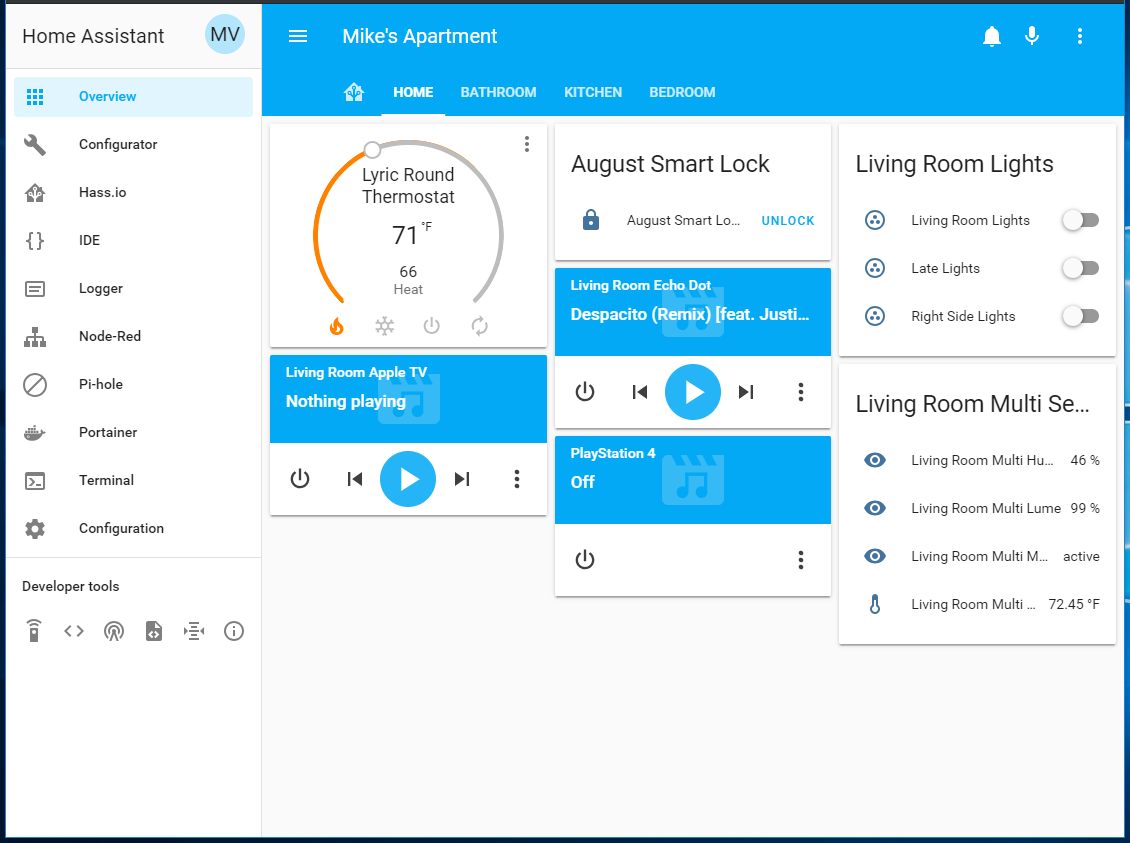 Home Assistant
MV
Overview
Configurator
Hass.io
IDE
Logger
Node-Red
Pi-hole
Portainer
Terminal
Configuration
Developer tools
Mike's Apartment
HOME BATHROOM KITCHEN BEDROOM
Lyric Round
Thermostat
71 °F
66
Heat
Living Room Apple TV
Nothing playing
August Smart Lock
August Smart Lo... UNLOCK
Living Room Echo Dot
Despacito (Remix) [feat. Justi...
PlayStation 4
Off
Living Room Lights
Living Room Lights
Late Lights
Right Side Lights
Living Room Multi Se...
Living Room Multi Hu... 46 %
Living Room Multi Lume 99 %
Living Room Multi M... active
Living Room Multi ... 72.45 °F